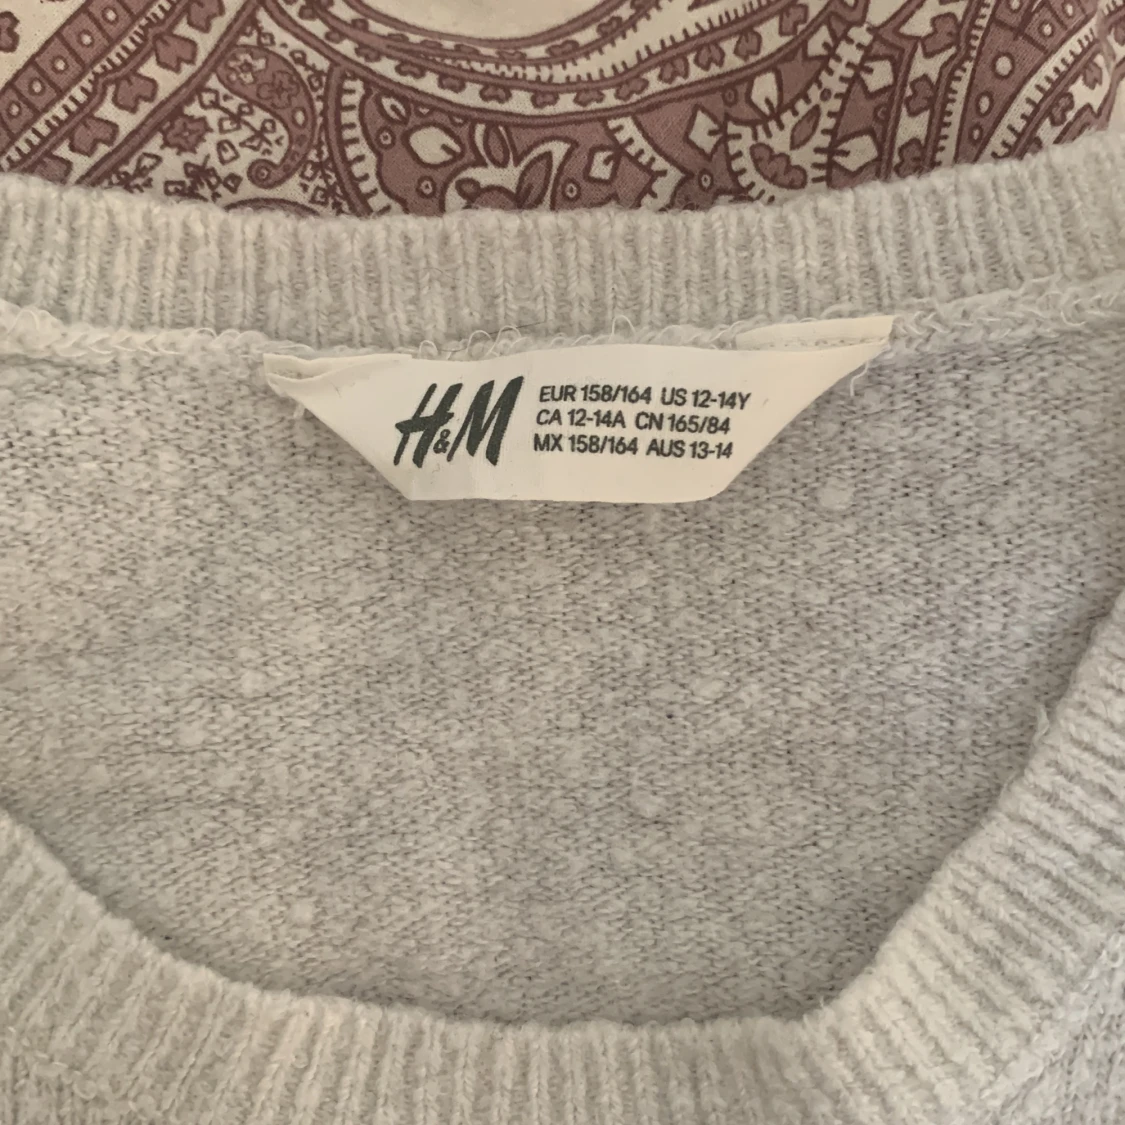 H&M
EUR 158/164 US 12-14Y
CA 12-14A CN 165/84
MX 158/164 AUS 13-14